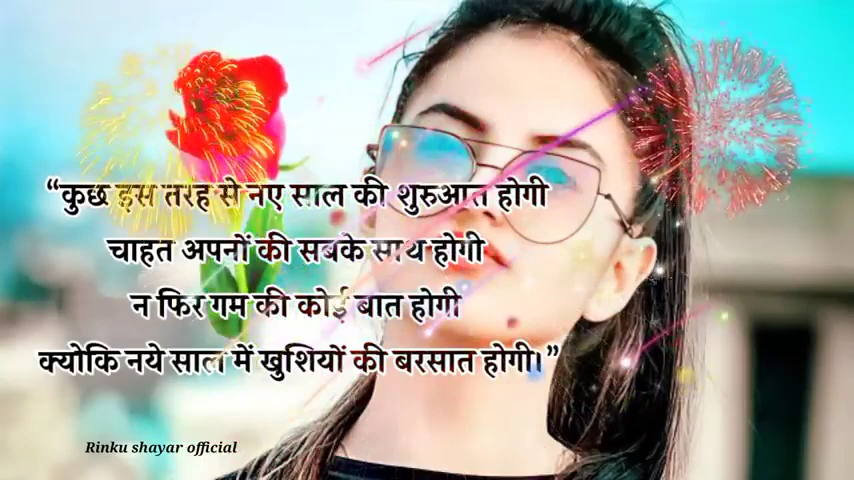 “कुछ इस तरह से नए साल की शुरुआत होगी
चाहत अपनों की सबके साथ होगी
न फिर गम की कोई बात होगी
क्योकि नये साल में खुशियों की बरसात होगी।”
Rinku shayar official